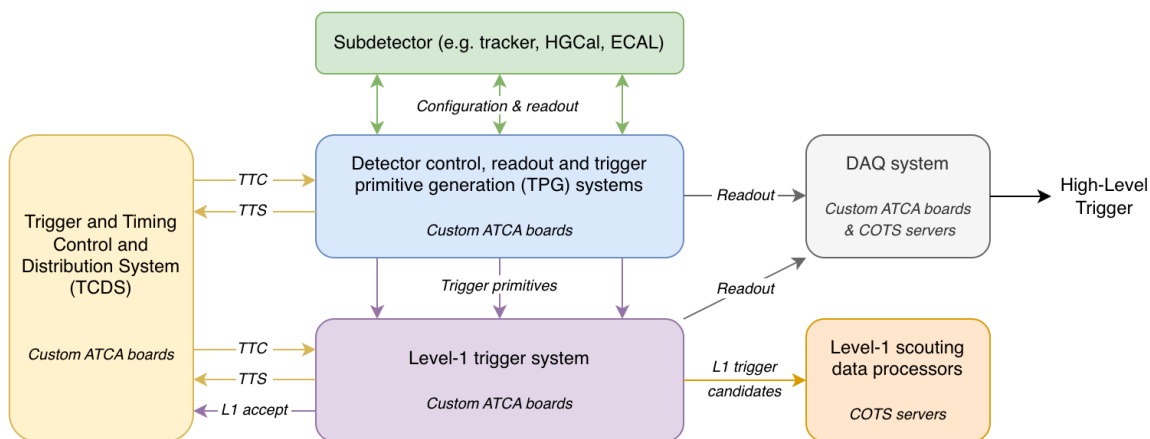 Subdetector (e.g. tracker, HGCal, ECAL)
Configuration & readout
Trigger and Timing
Control and
Distribution System
(TCDS)
Custom ATCA boards
TTC
TTS
Detector control, readout and trigger
primitive generation (TPG) systems
Custom ATCA boards
Readout
DAQ system
Custom ATCA boards
& COTS servers
High-Level
Trigger
Trigger primitives
Readout
TTC
TTS
L1 accept
Level-1 trigger system
Custom ATCA boards
L1 trigger
candidates
Level-1 scouting
data processors
COTS servers